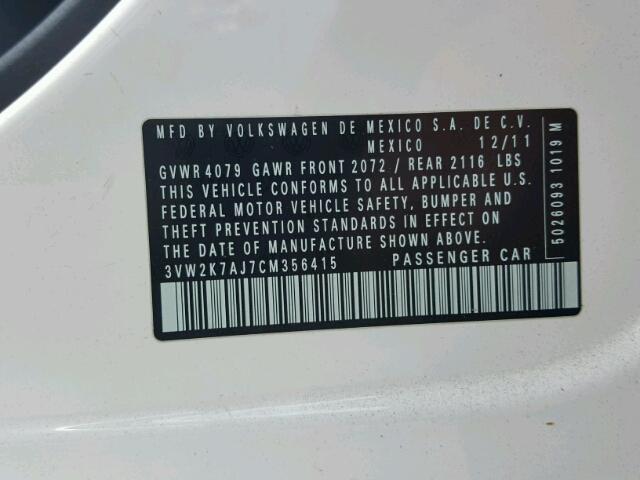 MFD BY VOLKSWAGEN DE MEXICO S.A. DE C.V.
MEXICO 12/11
GVWR 4079 GAWR FRONT 2072 / REAR 2116 LBS
THIS VEHICLE CONFORMS TO ALL APPLICABLE U.S.
FEDERAL MOTOR VEHICLE SAFETY, BUMPER AND
THEFT PREVENTION STANDARDS IN EFFECT ON
THE DATE OF MANUFACTURE SHOWN ABOVE.
3VW2K7AJ7CM356415 PASSENGER CAR
5026093 1019 M